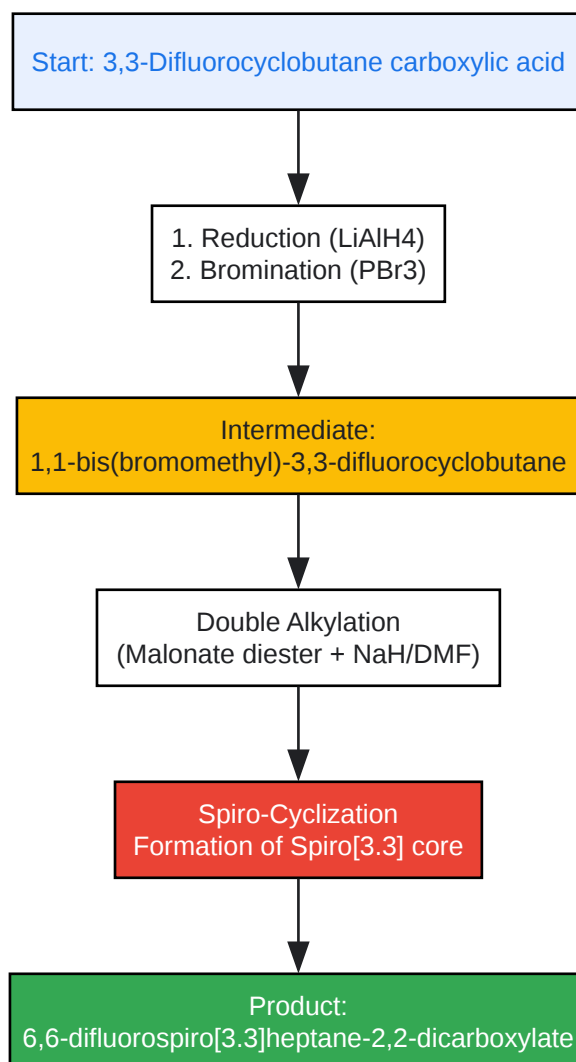 Start: 3,3-Difluorocyclobutane carboxylic acid
1. Reduction (LiAlH4)
2. Bromination (PBr3)
Intermediate:
1,1-bis(bromomethyl)-3,3-difluorocyclobutane
Double Alkylation
(Malonate diester + NaH/DMF)
Spiro-Cyclization
Formation of Spiro[3.3] core
Product:
6,6-difluorospiro[3.3]heptane-2,2-dicarboxylate